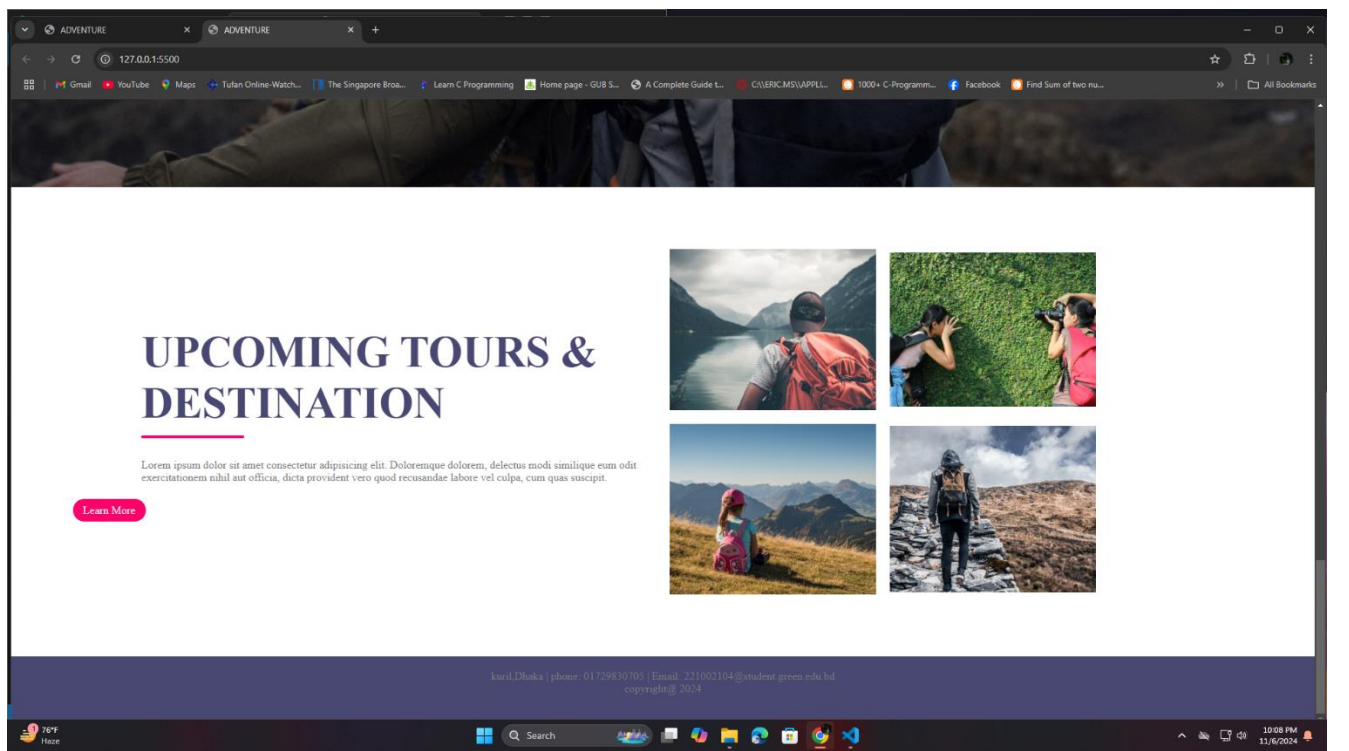 ADVENTURE
ADVENTURE
127.0.0.1:5500
Gmail YouTube Maps Tufan Online-Watch... The Singapore Broa... Learn C Programming Home page - GUB S... A Complete Guide t... C:\\ERIC.MS\\APPLI... 1000+ C-Programm... Facebook Find Sum of two nu... » All Bookmarks
UPCOMING TOURS &
DESTINATION
Lorem ipsum dolor sit amet consectetur adipisicing elit. Doloremque dolorem, delectus modi similique eum odit
exercitationem nihil aut officia, dicta provident vero quod recusandae labore vel culpa, cum quas suscipit.
Learn More
kuril,Dhaka | phone: 01729830705 | Email: 221002104@student.green.edu.bd
copyright@ 2024
1
76°F
Haze
Search
10:08 PM
11/6/2024